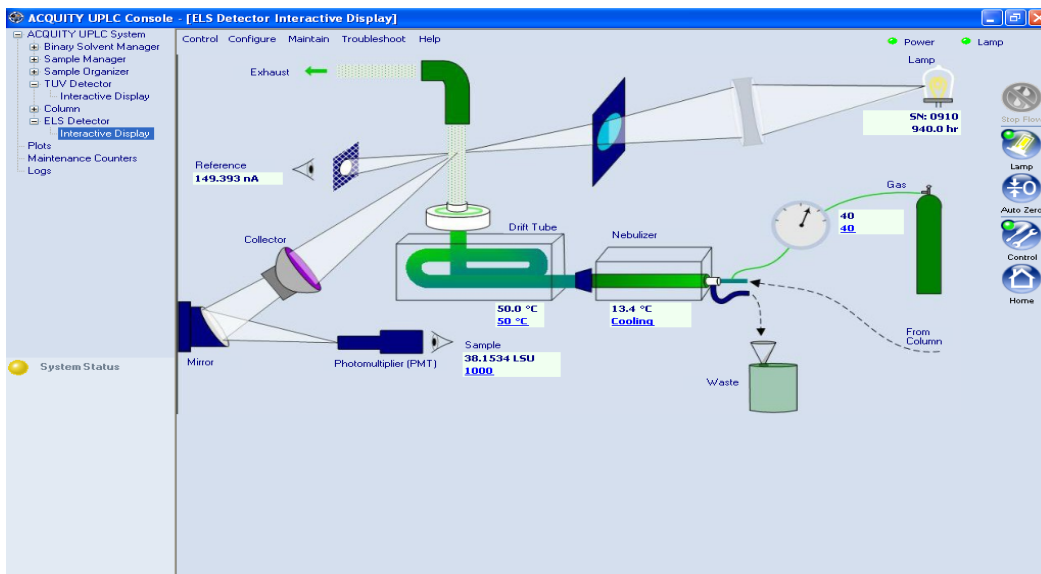 ACQUITY UPLC Console - [ELS Detector Interactive Display]
ACQUITY UPLC System
Binary Solvent Manager
Sample Manager
Sample Organizer
TUV Detector
Interactive Display
Column
ELS Detector
Interactive Display
Plots
Maintenance Counters
Logs
System Status
Control Configure Maintain Troubleshoot Help
Power Lamp
Exhaust
Lamp
SN: 0910
940.0 hr
Reference
149.393 nA
Collector
Drift Tube
50.0 °C
50 °C
Nebulizer
13.4 °C
Cooling
Gas
40
40
From
Column
Mirror
Photomultiplier (PMT)
Sample
38.1534 LSU
1000
Waste
Stop Flow
Lamp
Auto Zero
Control
Home